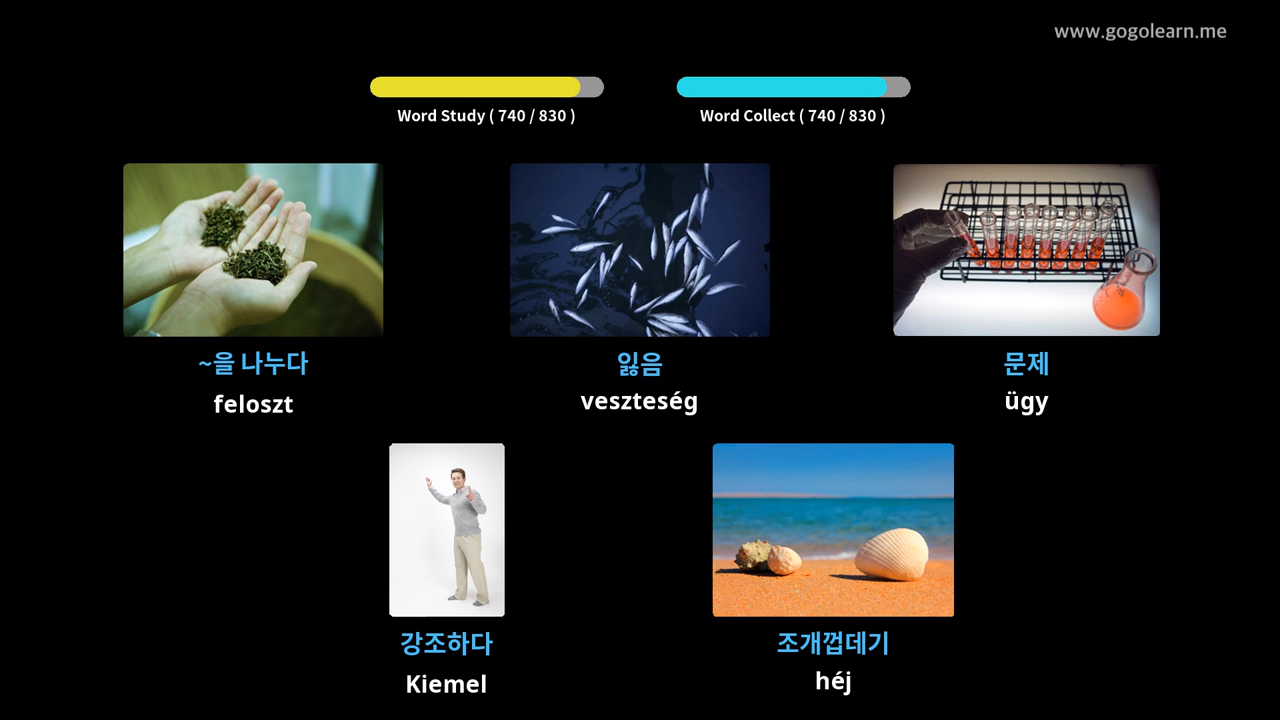 www.gogolearn.me
Word Study ( 740 / 830 )
Word Collect ( 740 / 830 )
~을 나누다
feloszt
잃음
veszteség
문제
ügy
강조하다
Kiemel
조개껍데기
héj